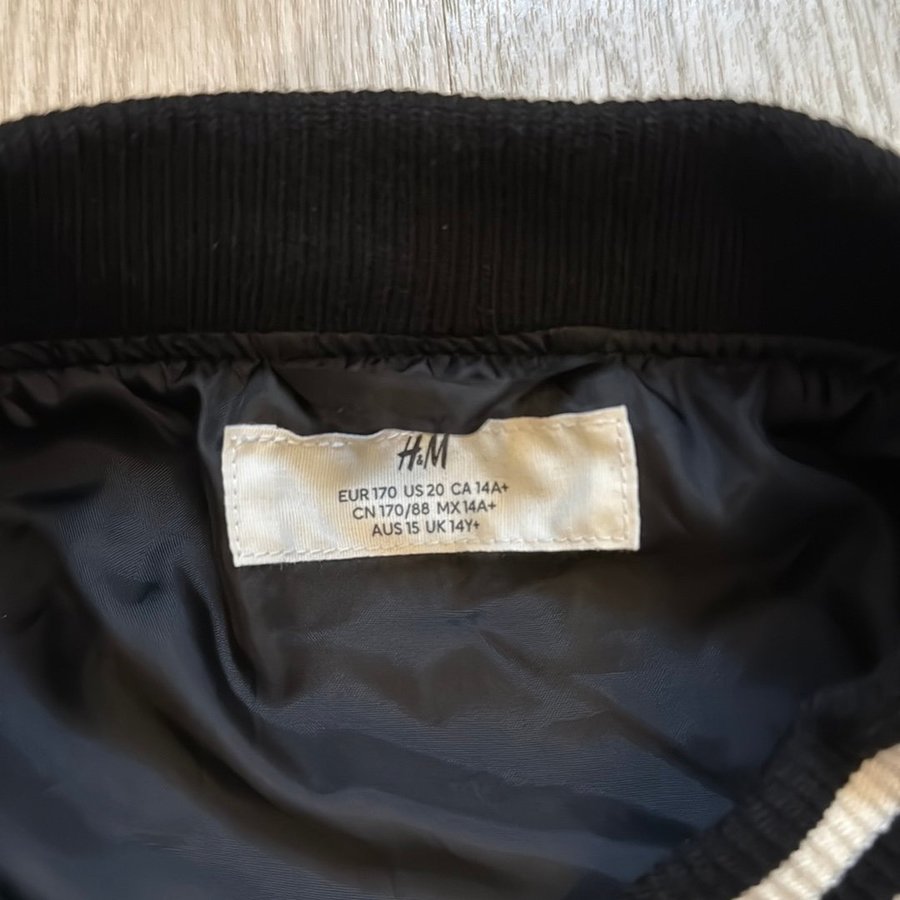 H&M
EUR 170 US 20 CA 14A+
CN 170/88 MX 14A+
AUS 15 UK 14Y+